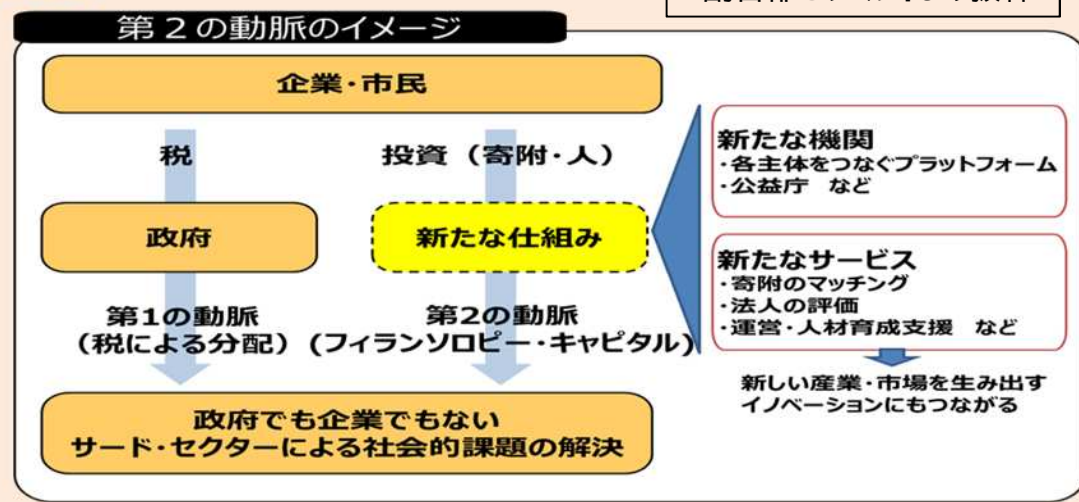 第2の動脈のイメージ
企業・市民
税
投資(寄附・人)
政府
新たな仕組み
第1の動脈
(税による分配)
第2の動脈
(フィランソロピー・キャピタル)
政府でも企業でもない
サード・セクターによる社会的課題の解決
新たな機関
・各主体をつなぐプラットフォーム
・公益庁 など
新たなサービス
・寄附のマッチング
・法人の評価
・運営・人材育成支援 など
新しい産業・市場を生み出す
イノベーションにもつながる